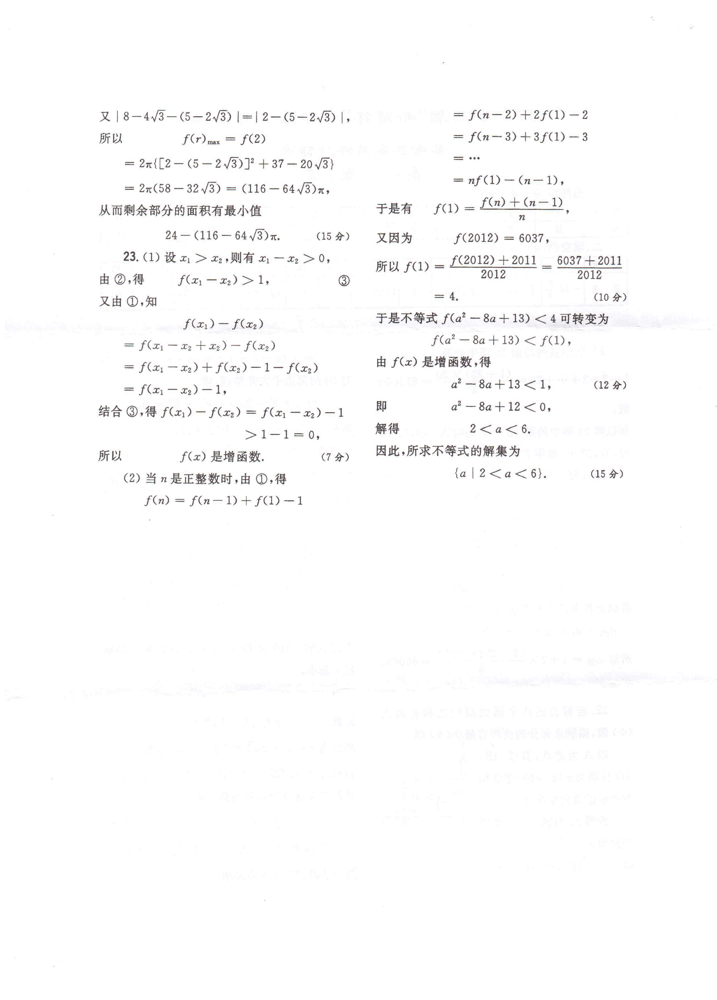 又 | 8－4√3－(5－2√3) |＝| 2－(5－2√3) |，
所以 f(r)max ＝ f(2)
＝ 2π{[2－(5－2√3)]²＋37－20√3}
＝ 2π(58－32√3) ＝ (116－64√3)π，
从而剩余部分的面积有最小值
24－(116－64√3)π. (15 分)
23. (1) 设 x₁ ＞ x₂，则有 x₁－x₂ ＞ 0，
由 ②，得 f(x₁－x₂) ＞ 1， ③
又由 ①，知
f(x₁)－f(x₂)
＝ f(x₁－x₂＋x₂)－f(x₂)
＝ f(x₁－x₂)＋f(x₂)－1－f(x₂)
＝ f(x₁－x₂)－1，
结合 ③，得 f(x₁)－f(x₂) ＝ f(x₁－x₂)－1
＞1－1＝0，
所以 f(x) 是增函数. (7 分)
(2) 当 n 是正整数时，由 ①，得
f(n) ＝ f(n－1)＋f(1)－1
＝ f(n－2)＋2f(1)－2
＝ f(n－3)＋3f(1)－3
＝ …
＝ nf(1)－(n－1)，
于是有 f(1) ＝ (f(n)＋(n－1))/n，
又因为 f(2012) ＝ 6037，
所以 f(1) ＝ (f(2012)＋2011)/2012 ＝ (6037＋2011)/2012
＝ 4. (10 分)
于是不等式 f(a²－8a＋13) ＜ 4 可转变为
f(a²－8a＋13) ＜ f(1)，
由 f(x) 是增函数，得
a²－8a＋13＜1， (12 分)
即 a²－8a＋12＜0，
解得 2＜a＜6.
因此，所求不等式的解集为
{a | 2＜a＜6}. (15 分)